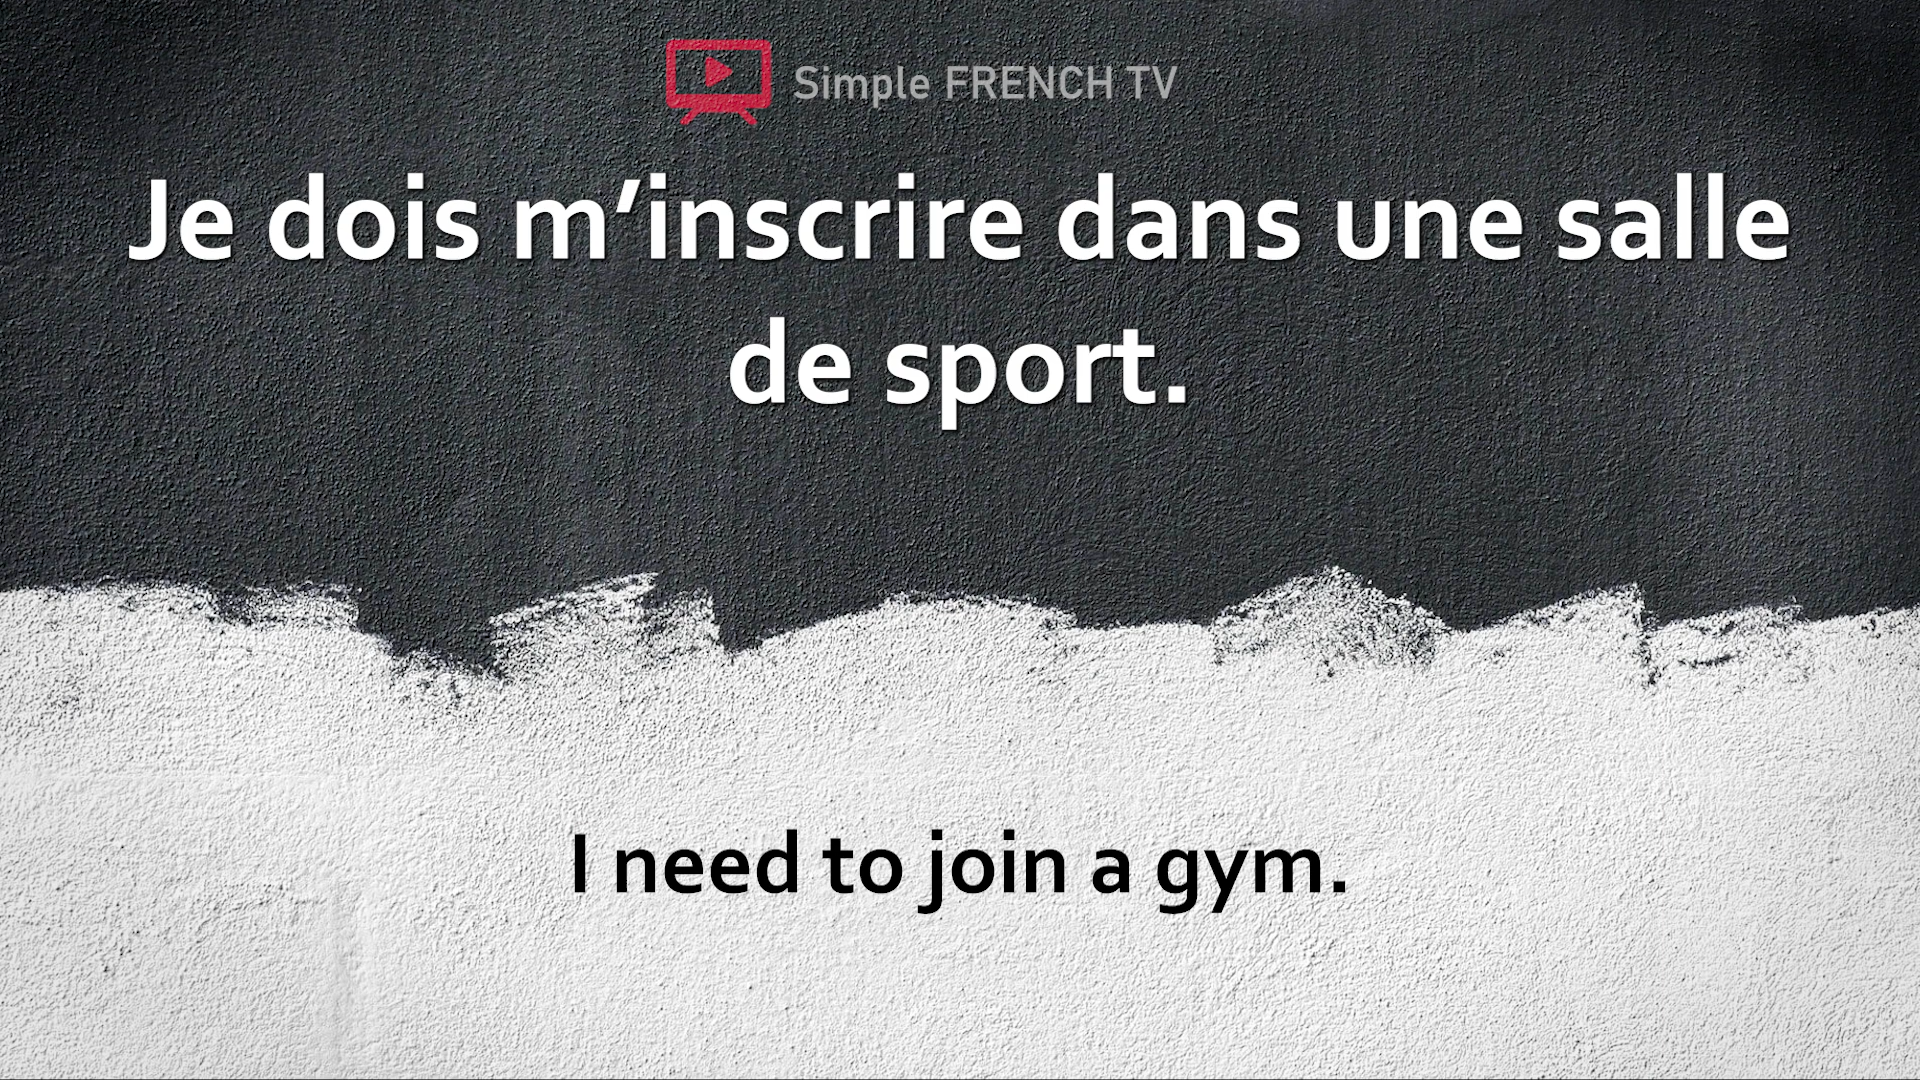 Simple FRENCH TV
Je dois m’inscrire dans une salle
de sport.
I need to join a gym.